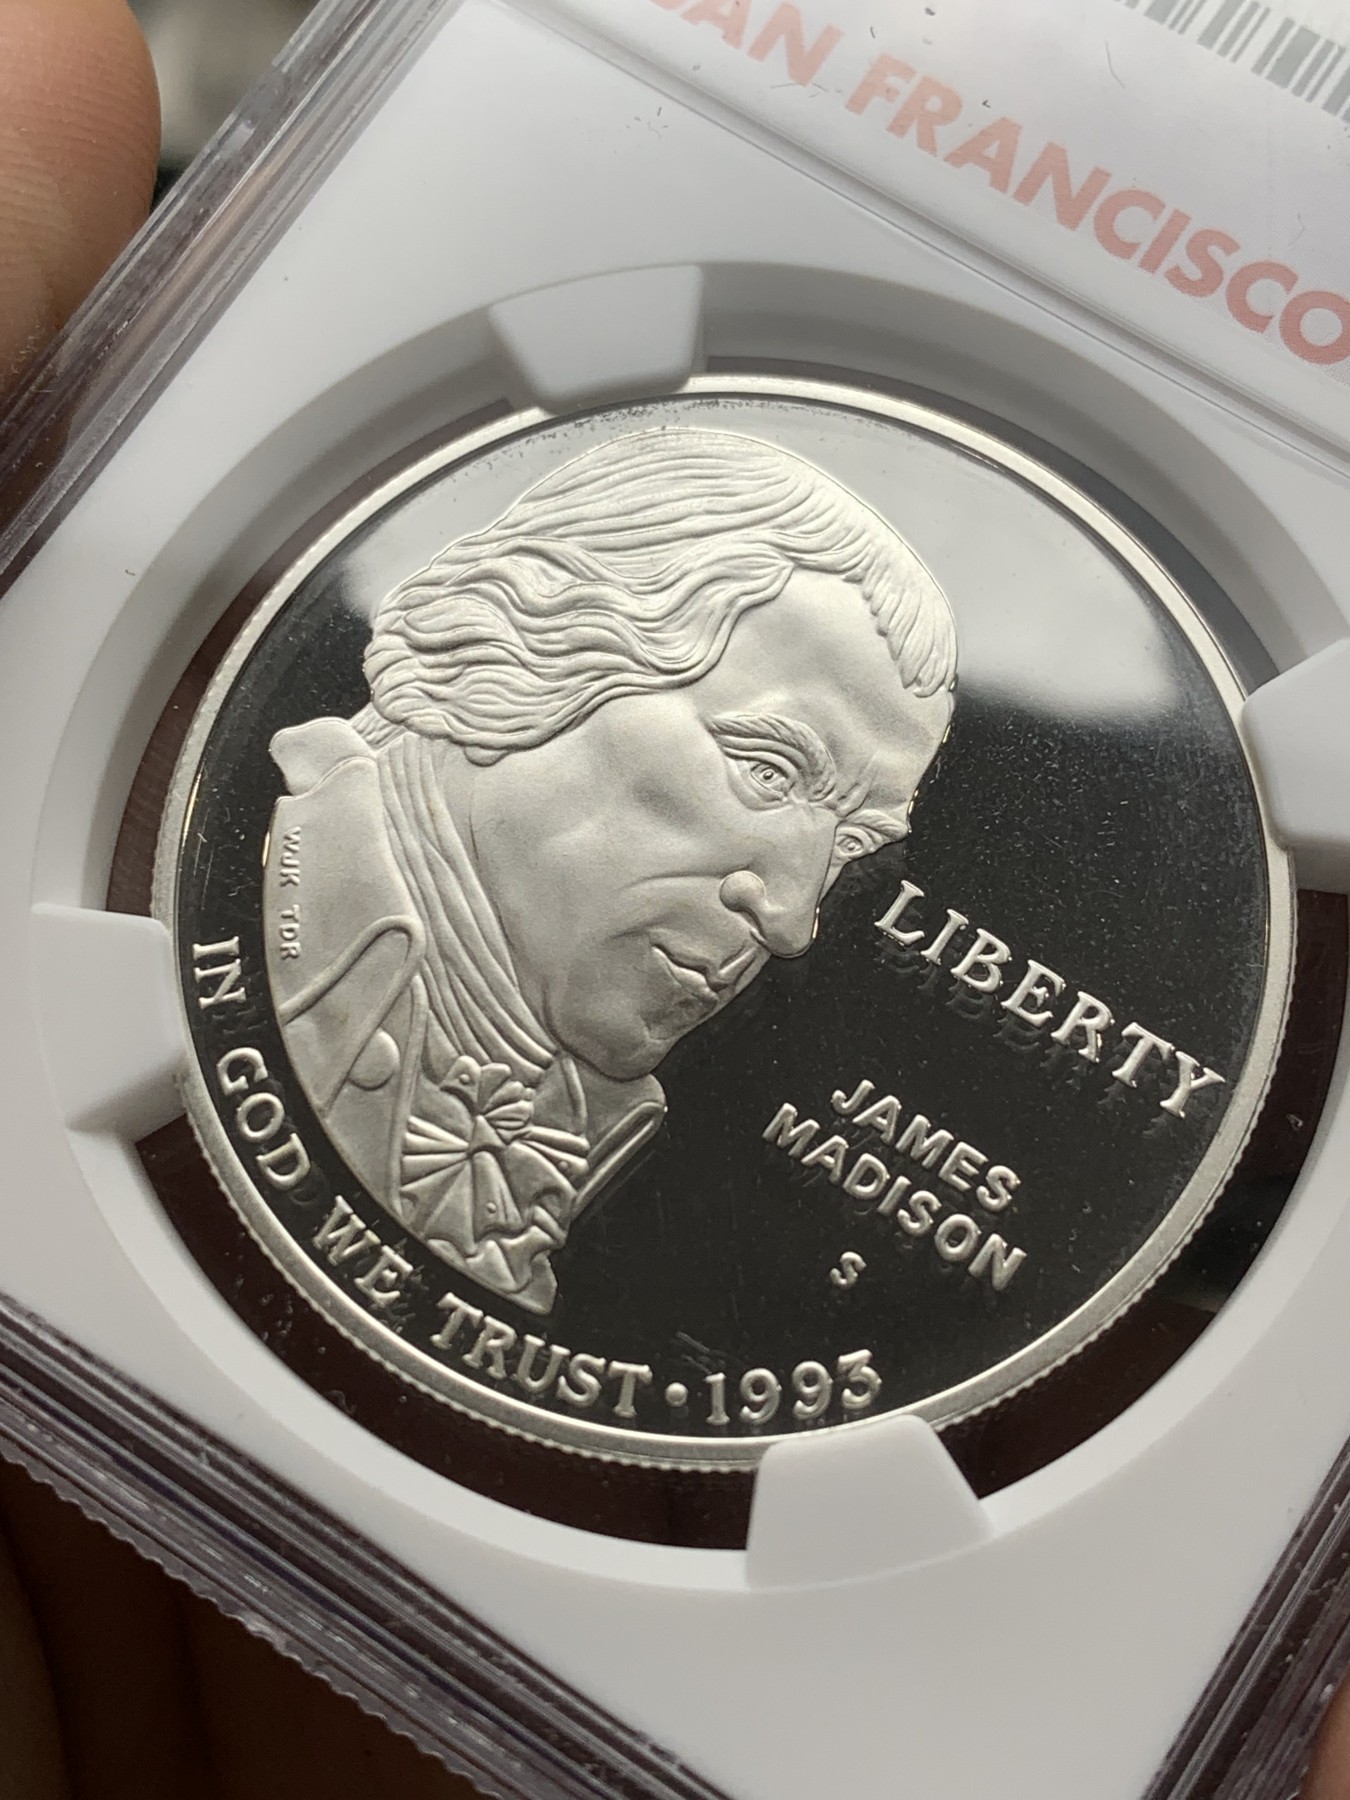 SAN FRANCISCO
WJK TDR
LIBERTY
JAMES
MADISON
S
IN GOD WE TRUST • 1993